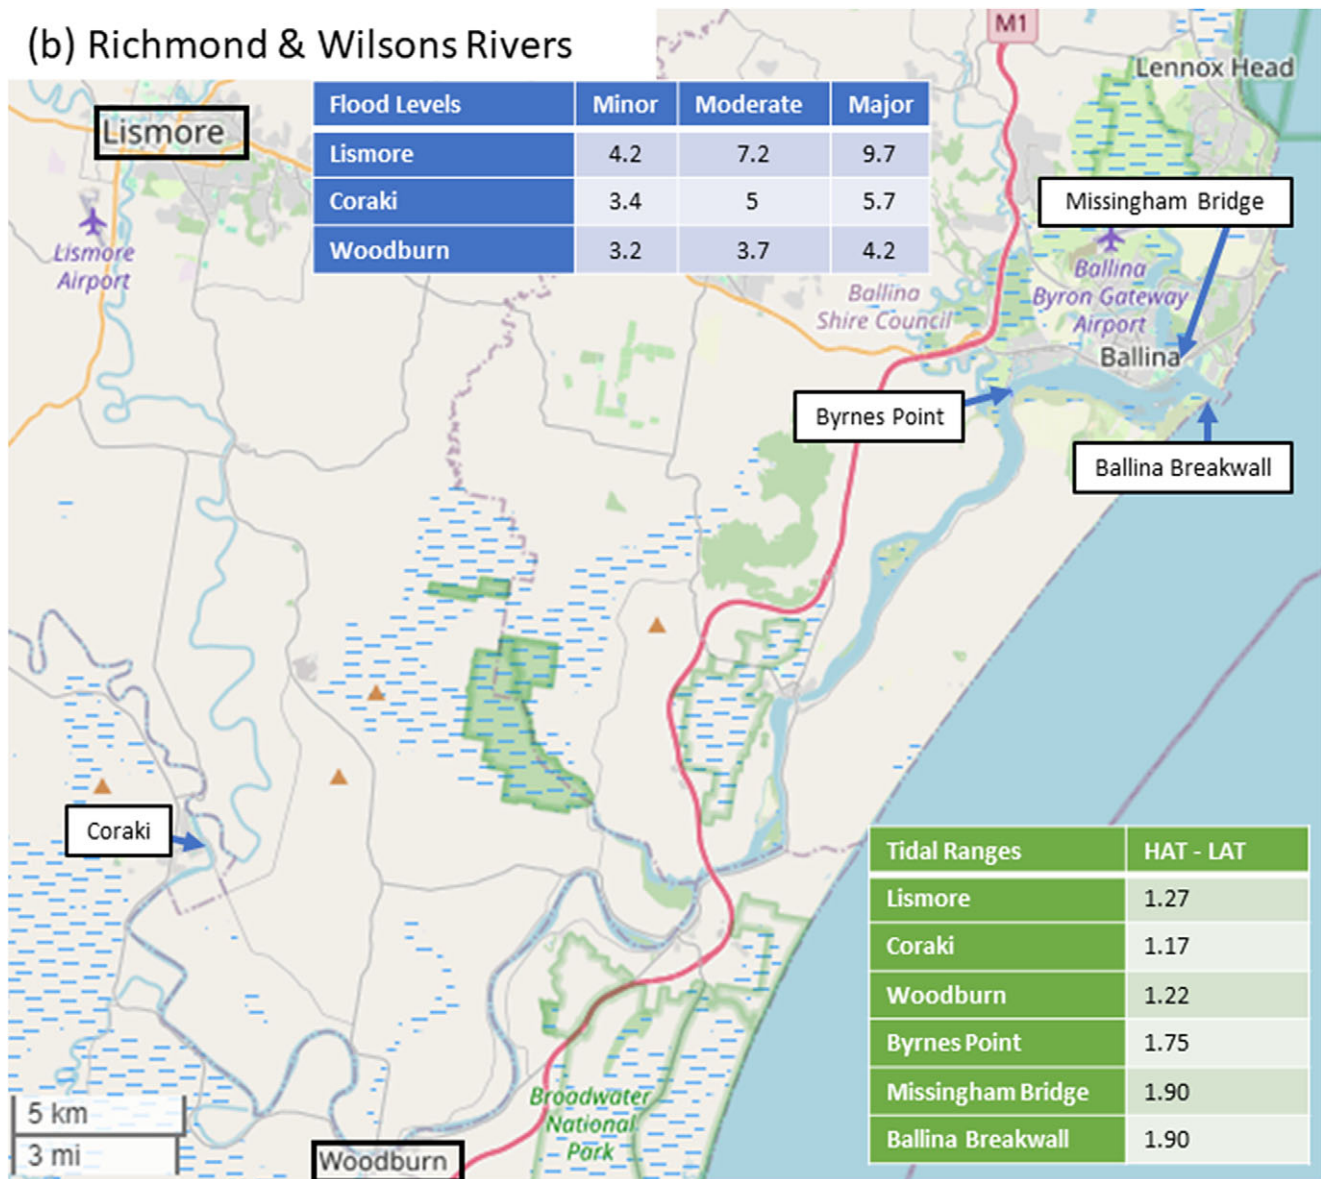 (b) Richmond & Wilsons Rivers
M1
Lennox Head
Lismore
Flood Levels Minor Moderate Major
Lismore 4.2 7.2 9.7
Coraki 3.4 5 5.7
Woodburn 3.2 3.7 4.2
Missingham Bridge
Lismore
Airport
Ballina
Byron Gateway
Airport
Ballina
Shire Council
Ballina
Byrnes Point
Ballina Breakwall
Coraki
Tidal Ranges HAT - LAT
Lismore 1.27
Coraki 1.17
Woodburn 1.22
Byrnes Point 1.75
Missingham Bridge 1.90
Ballina Breakwall 1.90
Broadwater
National
Park
5 km
3 mi
Woodburn